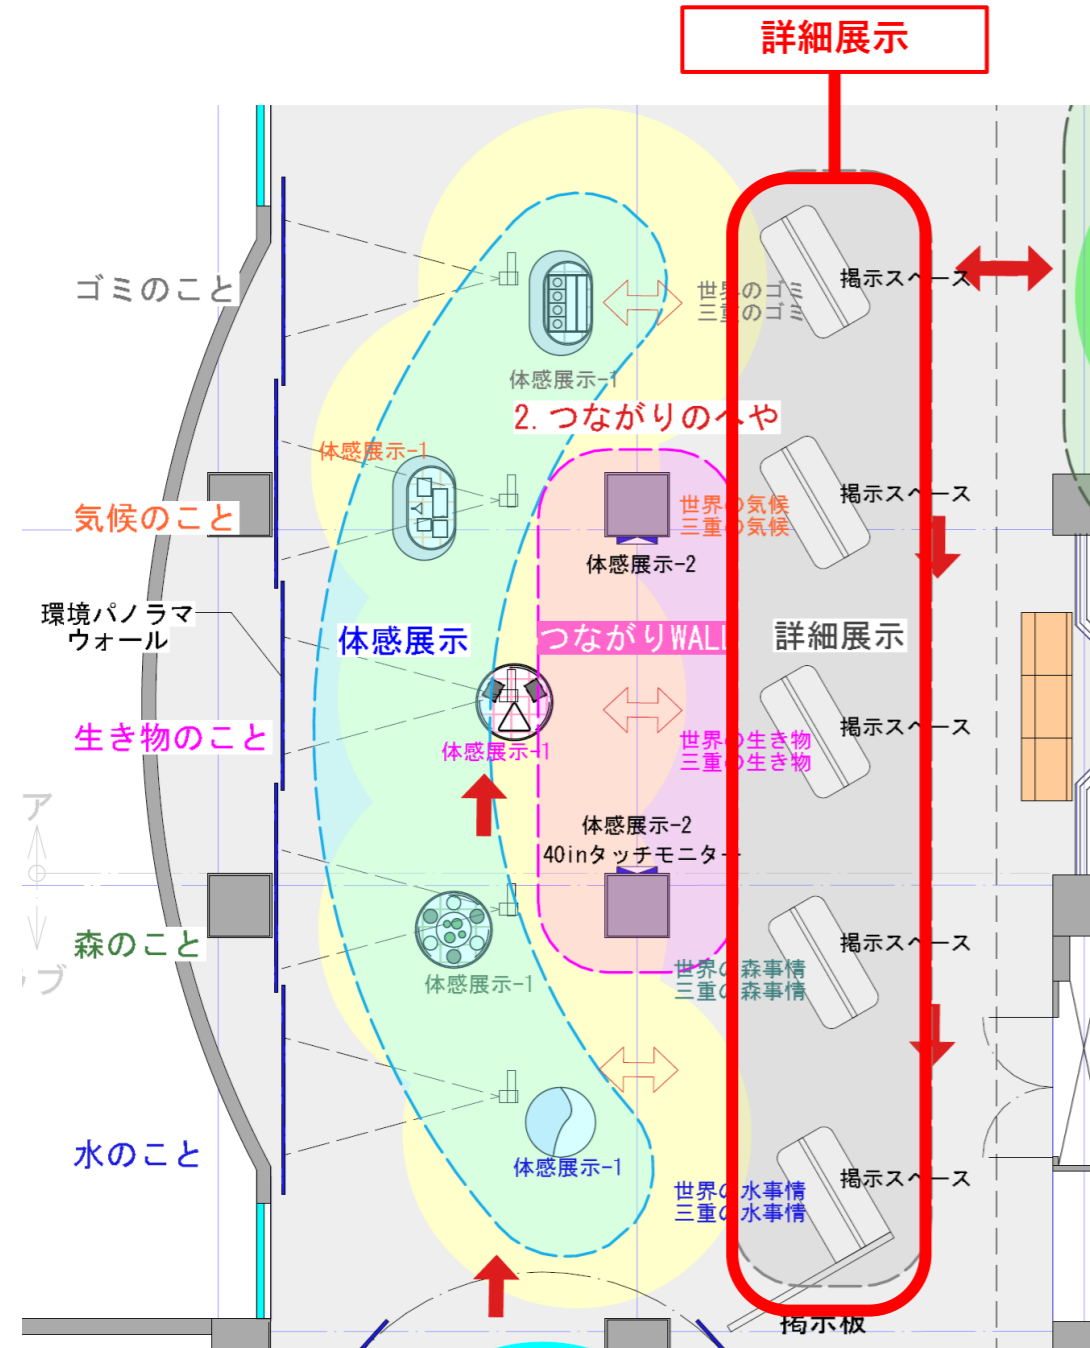 詳細展示
ゴミのこと
世界のゴミ
三重のゴミ
掲示スペース
体感展示-1
2. つながりのへや
体感展示-1
気候のこと
世界の気候
三重の気候
掲示スペース
体感展示-2
環境パノラマ
ウォール
体感展示
つながりWALL
詳細展示
生き物のこと
体感展示-1
世界の生き物
三重の生き物
掲示スペース
ア
体感展示-2
40inタッチモニター
森のこと
世界の森事情
三重の森事情
掲示スペース
体感展示-1
ラブ
水のこと
体感展示-1
世界の水事情
三重の水事情
掲示スペース
掲示板